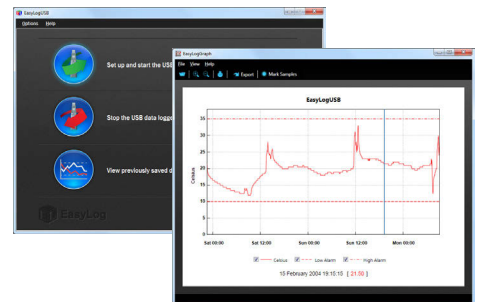 EasyLogUSB
Options Help
Set up and start the USB
Stop the USB data logge
View previously saved d
EasyLog
EasyLogGraph
File View Help
Export Mark Samples
EasyLogUSB
Celsius
35
30
25
20
15
10
5
0
Sat 00:00 Sat 12:00 Sun 00:00 Sun 12:00 Mon 00:00
Celsius Low Alarm High Alarm
15 February 2004 19:10:10 [ 21.50 ]